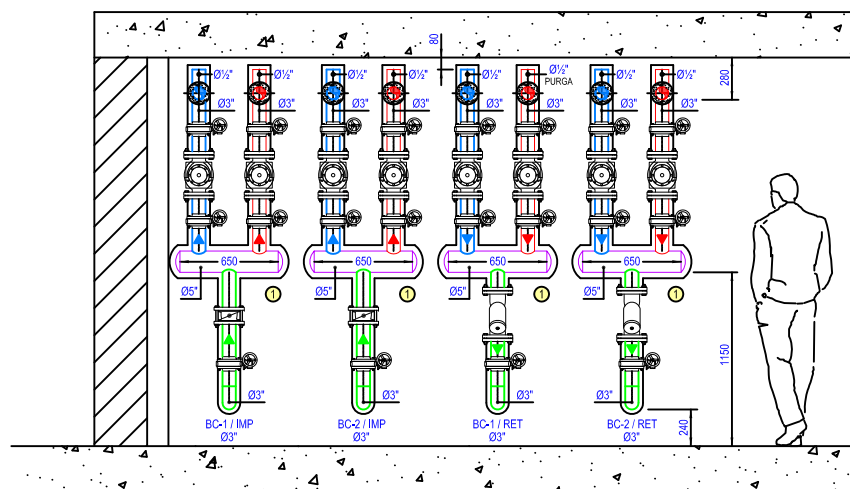 80
Ø½" Ø½" Ø½" Ø½" Ø½" Ø½" Ø½" Ø½"
PURGA
280
Ø3" Ø3" Ø3" Ø3" Ø3" Ø3" Ø3" Ø3"
650 650 650 650
Ø5" 1 Ø5" 1 Ø5" 1 Ø5" 1
1150
Ø3" Ø3" Ø3" Ø3"
240
BC-1 / IMP BC-2 / IMP BC-1 / RET BC-2 / RET
Ø3" Ø3" Ø3" Ø3"